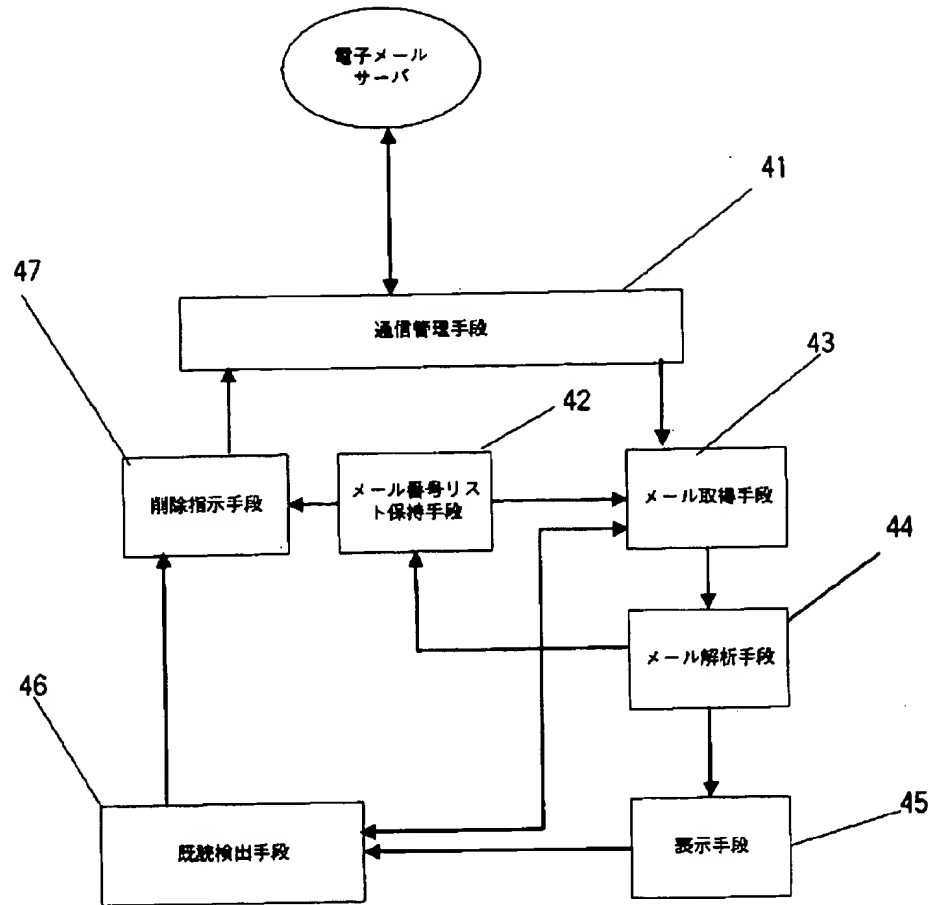 電子メール
サーバ
41
47
通信管理手段
43
42
削除指示手段
メール番号リス
ト保持手段
メール取得手段
44
メール解析手段
46
45
既読検出手段
表示手段